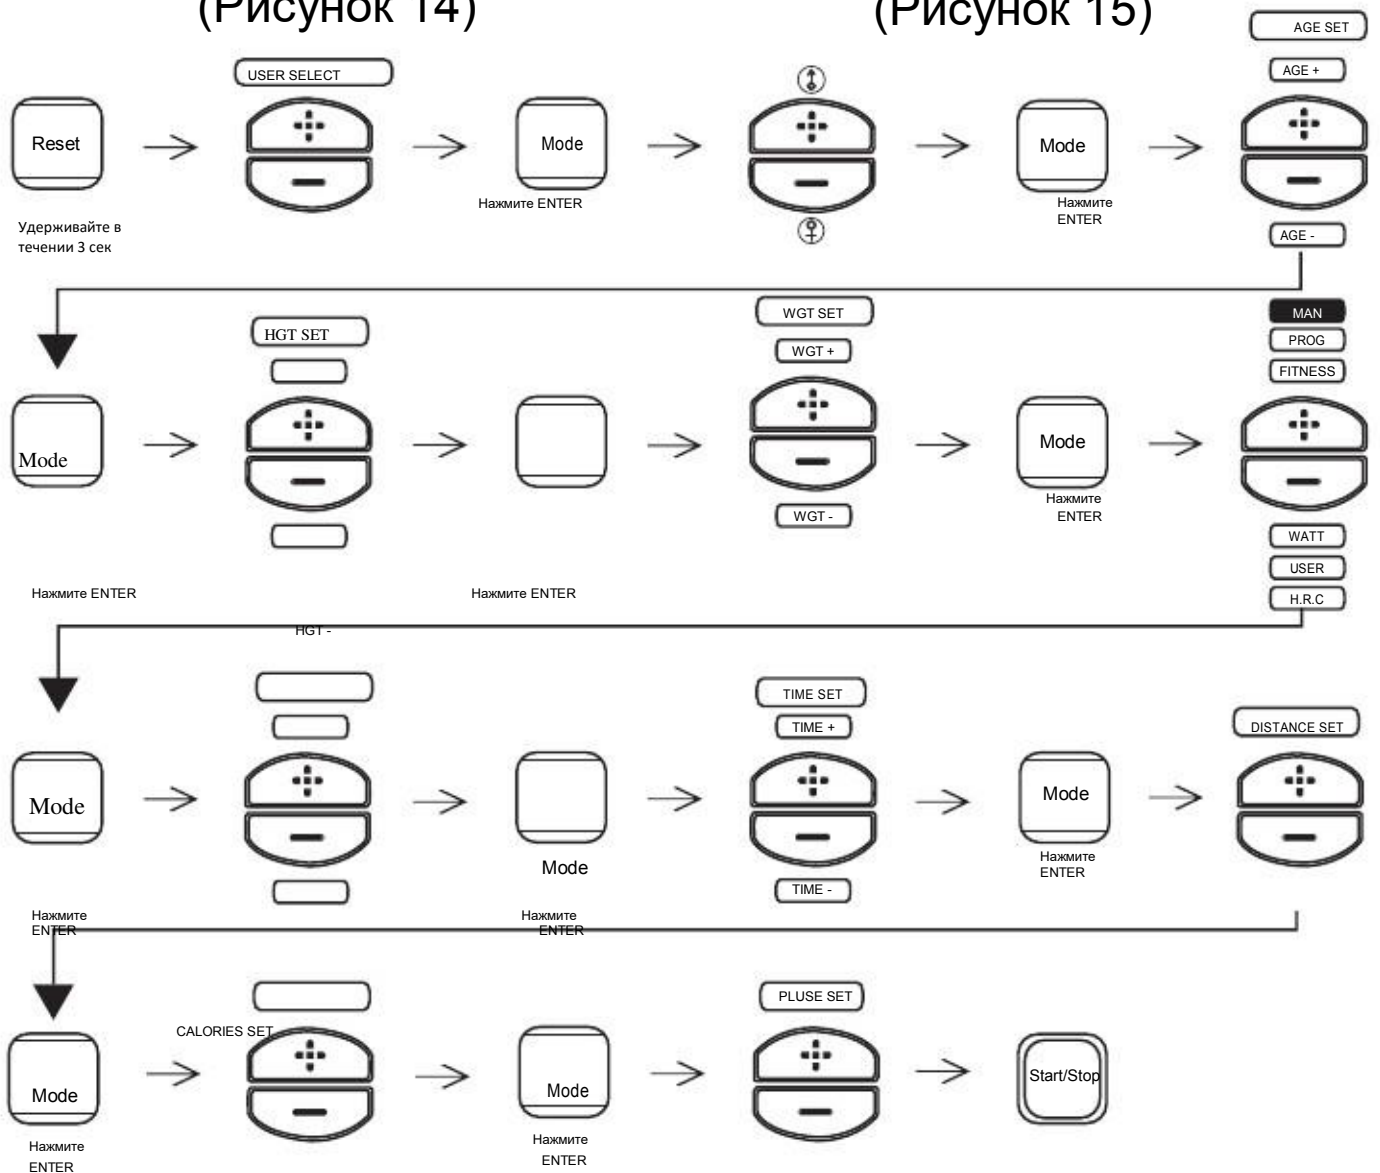 (Рисунок 14)
(Рисунок 15)
AGE SET
USER SELECT
AGE +
Reset
Mode
Mode
Нажмите ENTER
Нажмите
ENTER
Удерживайте в
течении 3 сек
AGE -
HGT SET
WGT SET
WGT +
MAN
PROG
FITNESS
Mode
Mode
Нажмите
ENTER
WGT -
WATT
USER
H.R.C
Нажмите ENTER
Нажмите ENTER
HGT -
TIME SET
TIME +
DISTANCE SET
Mode
Mode
Mode
Нажмите
ENTER
TIME -
Нажмите
ENTER
Нажмите
ENTER
CALORIES SET
PLUSE SET
Mode
Mode
Start/Stop
Нажмите
ENTER
Нажмите
ENTER